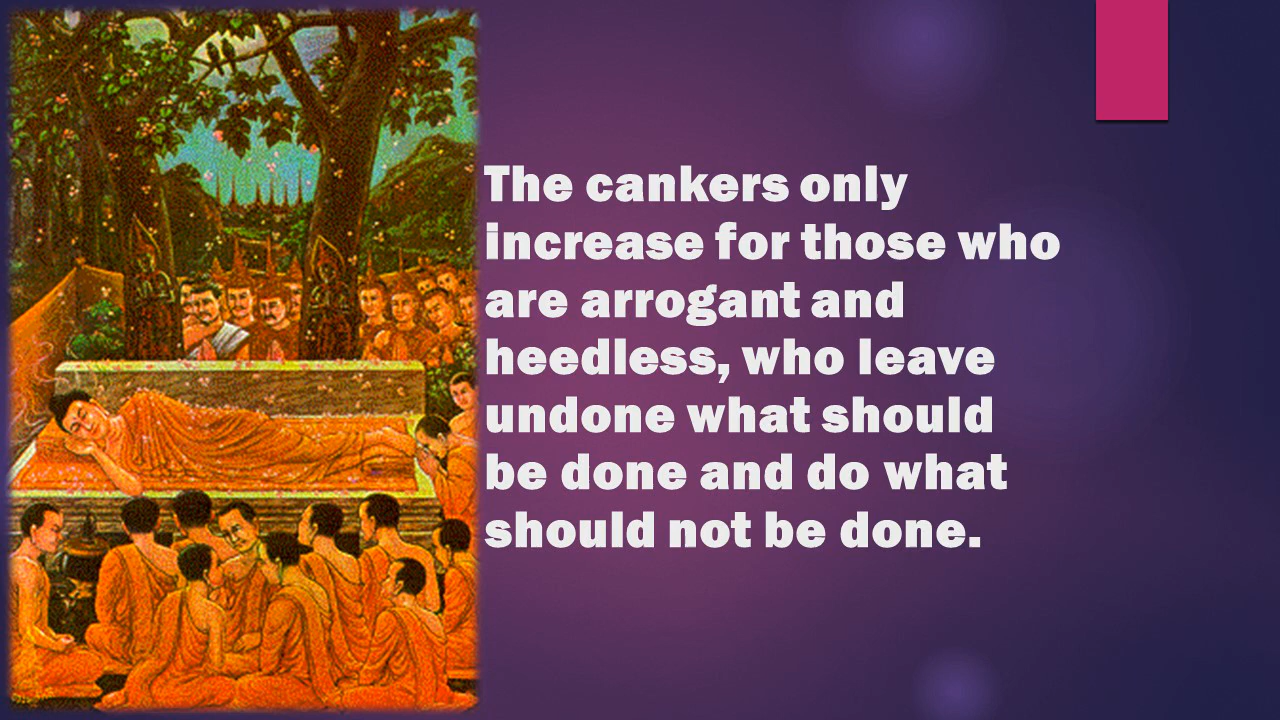 The cankers only
increase for those who
are arrogant and
heedless, who leave
undone what should
be done and do what
should not be done.